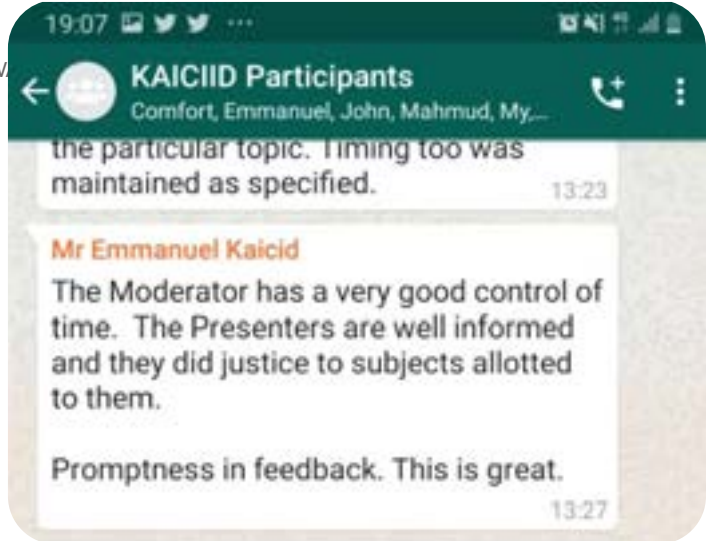 19:07
KAICIID Participants
Comfort, Emmanuel, John, Mahmud, My,...
the particular topic. Timing too was
maintained as specified.
13:23
Mr Emmanuel Kaicid
The Moderator has a very good control of
time. The Presenters are well informed
and they did justice to subjects allotted
to them.
Promptness in feedback. This is great.
13:27